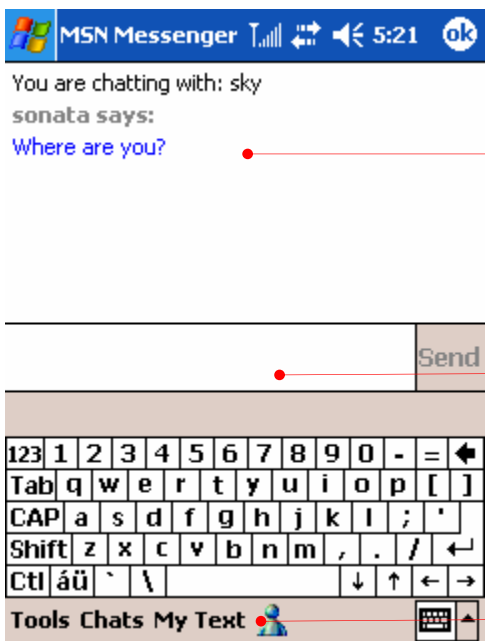 MSN Messenger 5:21 ok
You are chatting with: sky
sonata says:
Where are you?
Send
123 1 2 3 4 5 6 7 8 9 0 - =
Tab q w e r t y u i o p [ ]
CAP a s d f g h j k l ; '
Shift z x c v b n m , . /
Ctl áü ` \ ↓ ↑ ← →
Tools Chats My Text